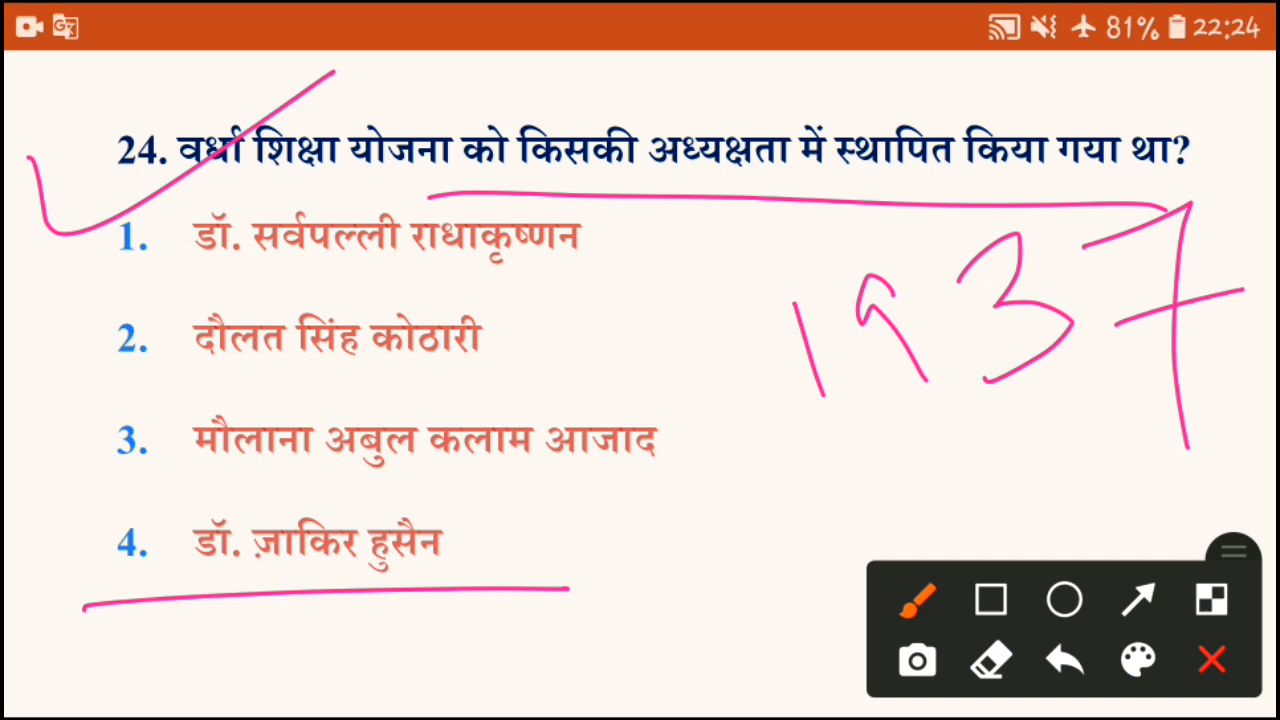 81% 22:24
24. वर्धा शिक्षा योजना को किसकी अध्यक्षता में स्थापित किया गया था?
1. डॉ. सर्वपल्ली राधाकृष्णन
1937
2. दौलत सिंह कोठारी
3. मौलाना अबुल कलाम आजाद
4. डॉ. ज़ाकिर हुसैन